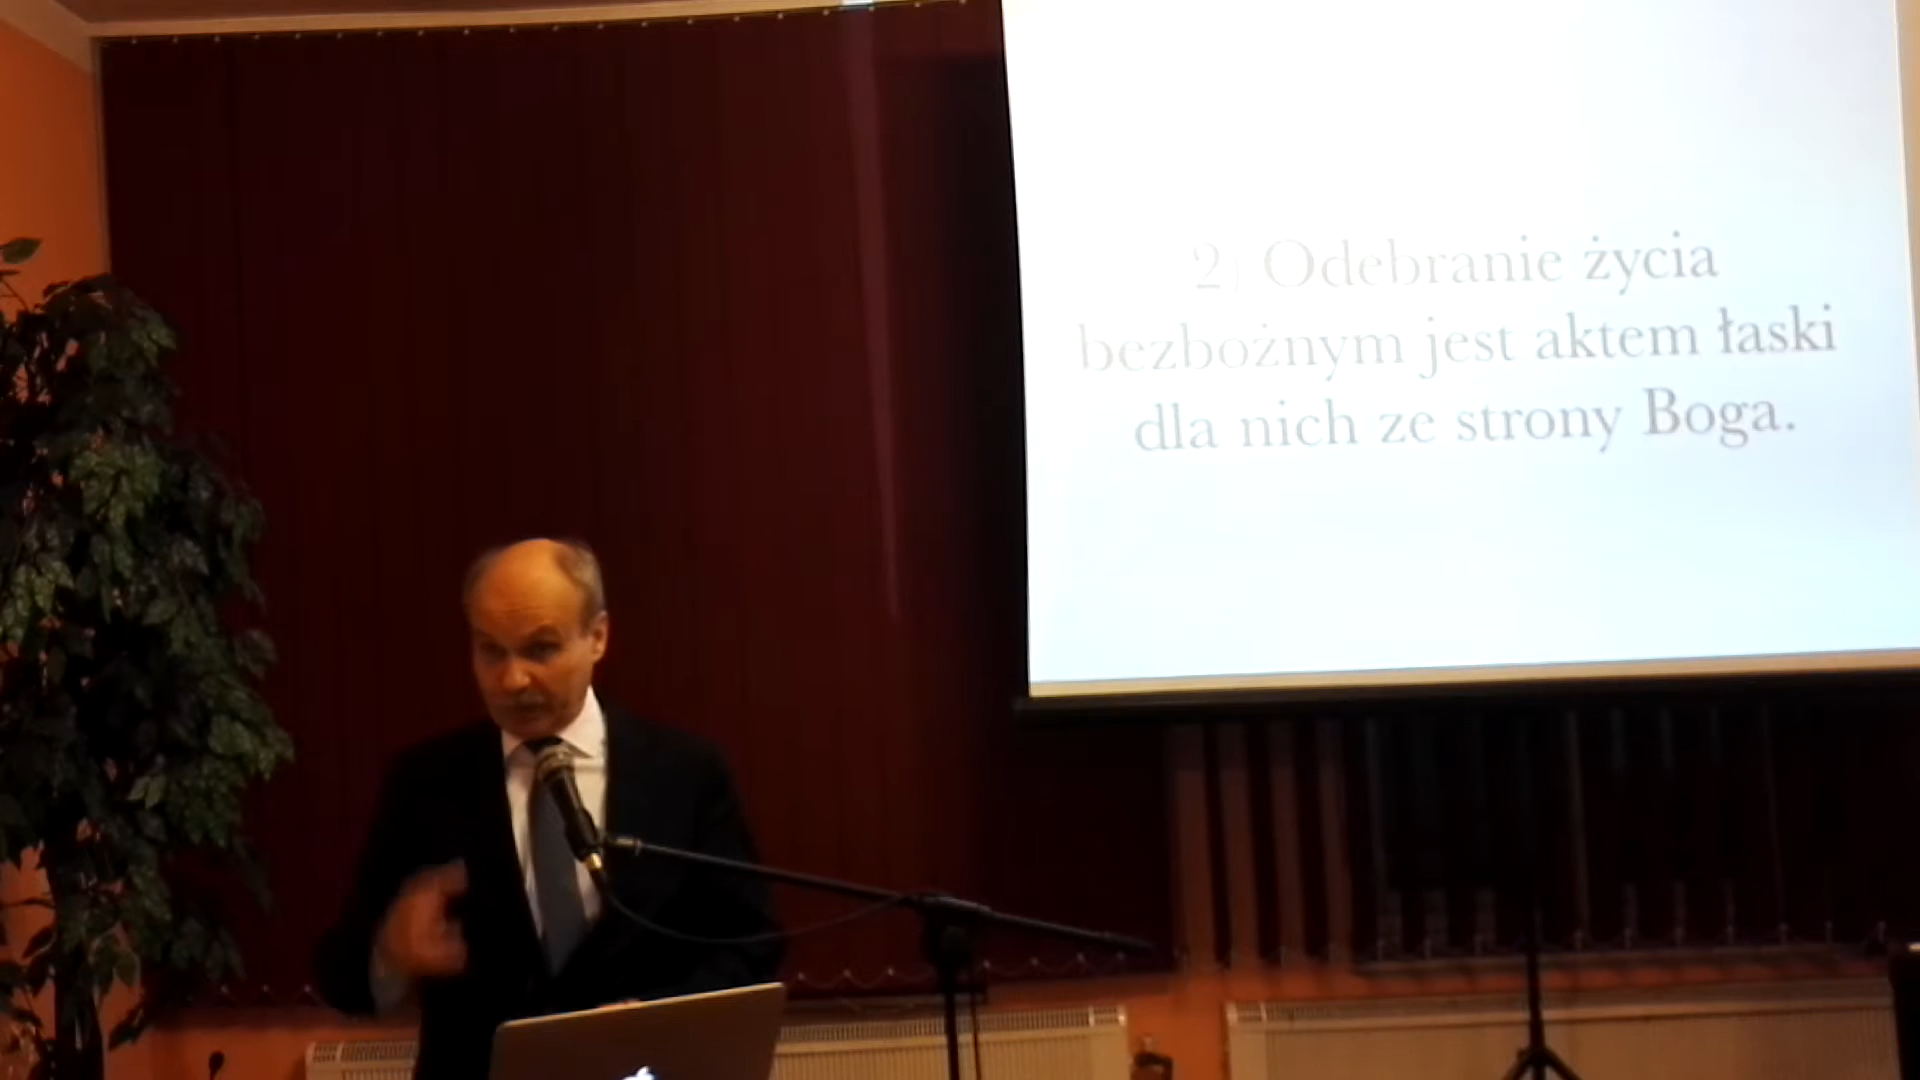 2) Odebranie życia
bezbożnym jest aktem łaski
dla nich ze strony Boga.